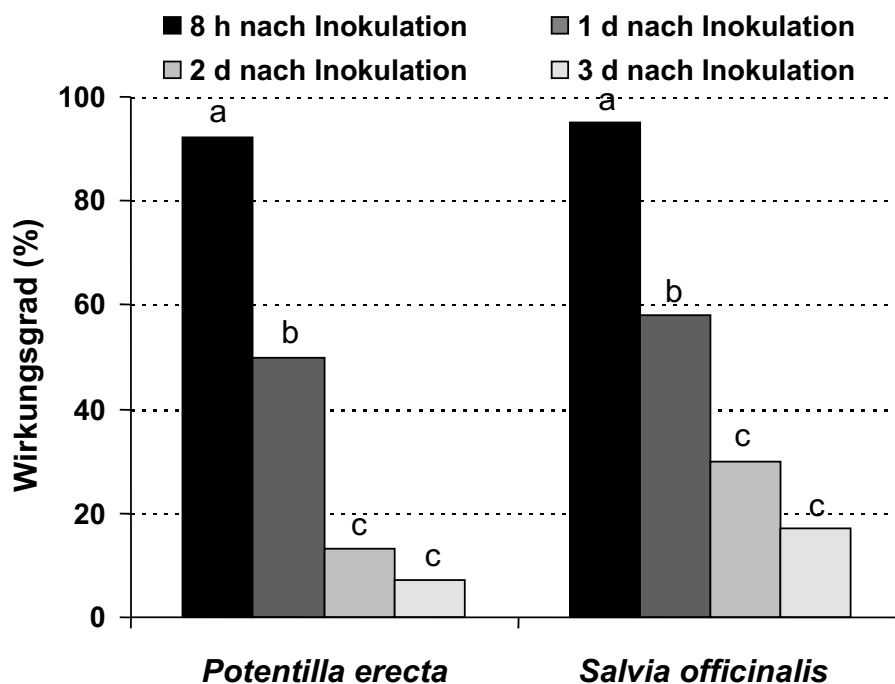 8 h nach Inokulation 1 d nach Inokulation
2 d nach Inokulation 3 d nach Inokulation
Wirkungsgrad (%)
100
80
60
40
20
0
a
b
c
c
a
b
c
c
Potentilla erecta Salvia officinalis